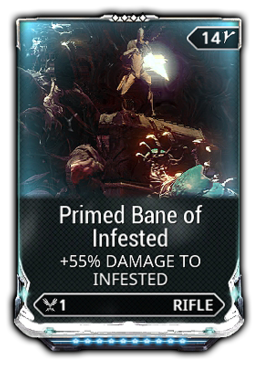 14
Primed Bane of
Infested
+55% DAMAGE TO
INFESTED
1 RIFLE